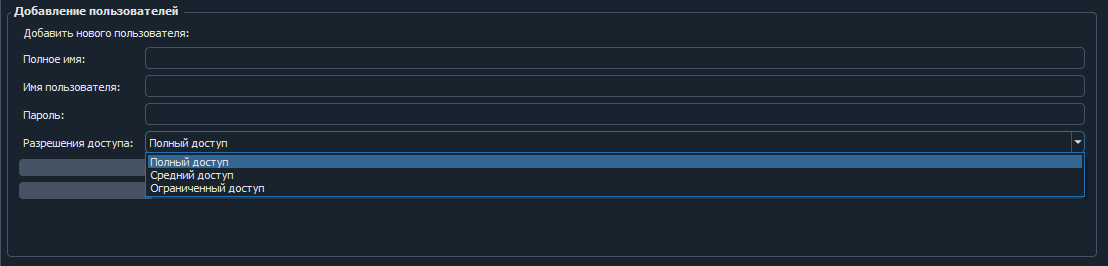 Добавление пользователей
Добавить нового пользователя:
Полное имя:
Имя пользователя:
Пароль:
Разрешения доступа: Полный доступ
Полный доступ
Средний доступ
Ограниченный доступ